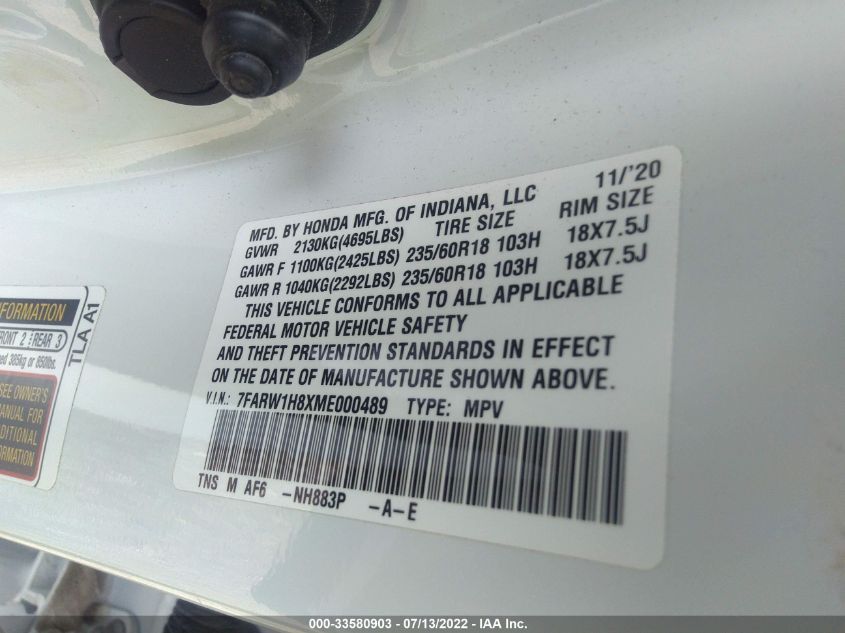 MFD. BY HONDA MFG. OF INDIANA, LLC 11/'20
GVWR 2130KG(4695LBS) TIRE SIZE RIM SIZE
GAWR F 1100KG(2425LBS) 235/60R18 103H 18X7.5J
GAWR R 1040KG(2292LBS) 235/60R18 103H 18X7.5J
THIS VEHICLE CONFORMS TO ALL APPLICABLE
FEDERAL MOTOR VEHICLE SAFETY
AND THEFT PREVENTION STANDARDS IN EFFECT
ON THE DATE OF MANUFACTURE SHOWN ABOVE.
V.I.N.: 7FARW1H8XME000489 TYPE: MPV
TNS M AF6 -NH883P -A-E
FRONT 2 REAR 3
385kg or 850lbs.
SEE OWNER'S
MANUAL FOR
TLA A1
000-33580903 - 07/13/2022 - IAA Inc.